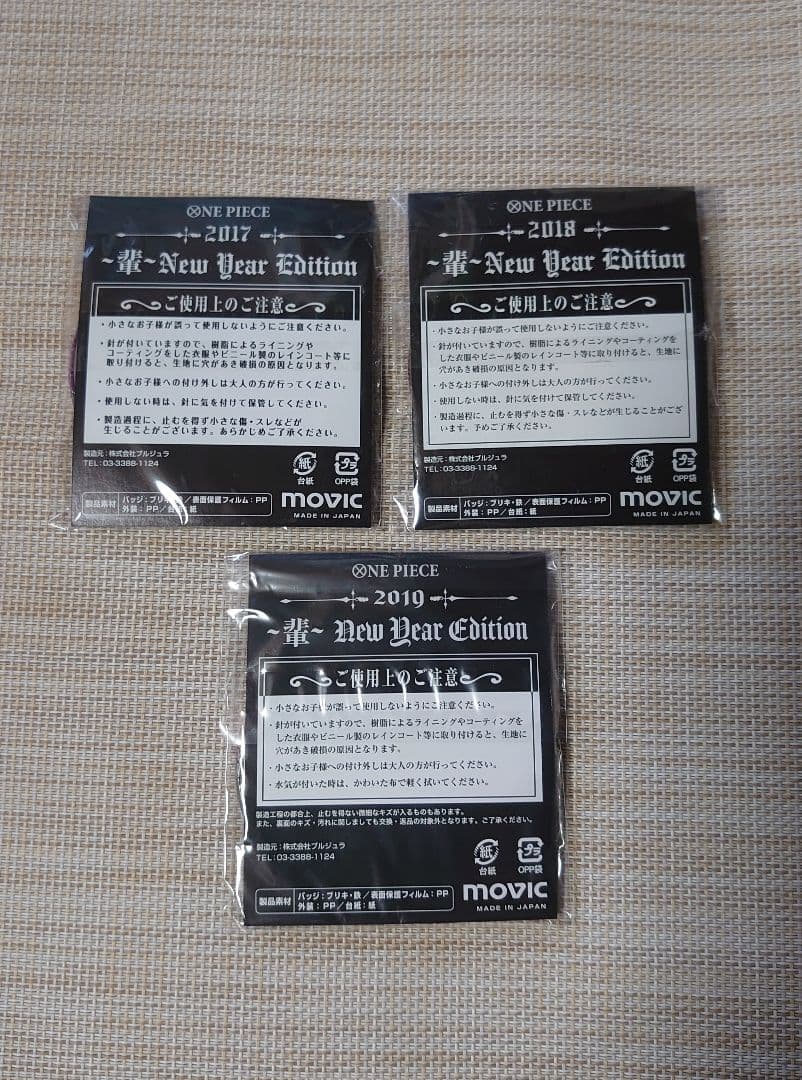 ONE PIECE
2017
~輩~New Year Edition
ご使用上のご注意
・小さなお子様が誤って使用しないようにご注意ください。
・針が付いていますので、樹脂によるライニングや
コーティングをした衣服やビニール製のレインコート等に
取り付けると、生地に穴があき破損の原因となります。
・小さなお子様への付け外しは大人の方が行ってください。
・使用しない時は、針に気を付けて保管してください。
・製造過程に、止むを得ず小さな傷・スレなどが
生じることがございます。あらかじめご了承ください。
製造元:株式会社ブルジュラ
TEL:03-3388-1124
紙
台紙
プラ
OPP袋
製品素材
バッジ:ブリキ・鉄/表面保護フィルム:PP
外装:PP/台紙:紙
movic
MADE IN JAPAN
ONE PIECE
2018
~輩~New Year Edition
ご使用上のご注意
・小さなお子様が誤って使用しないようにご注意ください。
・針が付いていますので、樹脂によるライニングやコーティングを
した衣服やビニール製のレインコート等に取り付けると、生地に
穴があき破損の原因となります。
・小さなお子様への付け外しは大人の方が行ってください。
・使用しない時は、針に気を付けて保管してください。
・製造過程に、止むを得ず小さな傷・スレなどが生じることがござ
います。予めご了承ください。
製造元:株式会社ブルジュラ
TEL:03-3388-1124
紙
台紙
プラ
OPP袋
製品素材
バッジ:ブリキ・鉄/表面保護フィルム:PP
外装:PP/台紙:紙
movic
MADE IN JAPAN
ONE PIECE
2019
~輩~ New Year Edition
ご使用上のご注意
・小さなお子様が誤って使用しないようにご注意ください。
・針が付いていますので、樹脂によるライニングやコーティングを
した衣服やビニール製のレインコート等に取り付けると、生地に
穴があき破損の原因となります。
・小さなお子様への付け外しは大人の方が行ってください。
・水気が付いた時は、かわいた布で軽く拭いてください。
製造工程の都合上、止むを得ない微細なキズが入るものもあります。
また、裏面のキズ・汚れに関しましても交換・返品の対象外となります。ご了承ください。
製造元:株式会社ブルジュラ
TEL:03-3388-1124
紙
台紙
プラ
OPP袋
製品素材
バッジ:ブリキ・鉄/表面保護フィルム:PP
外装:PP/台紙:紙
movic
MADE IN JAPAN